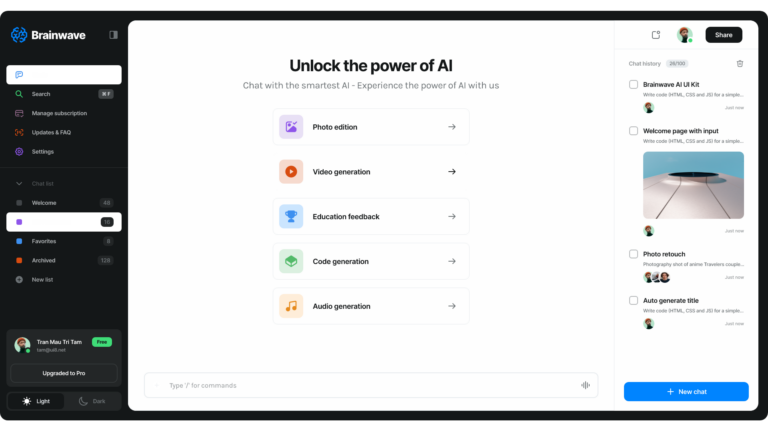 Brainwave
Search
⌘ F
Manage subscription
Updates & FAQ
Settings
Chat list
Welcome
48
16
Favorites
8
Archived
128
New list
Tran Mau Tri Tam
Free
tam@ui8.net
Upgraded to Pro
Light
Dark
Unlock the power of AI
Chat with the smartest AI - Experience the power of AI with us
Photo edition
Video generation
Education feedback
Code generation
Audio generation
Type '/' for commands
Share
Chat history
26/100
Brainwave AI UI Kit
Write code (HTML, CSS and JS) for a simple...
Just now
Welcome page with input
Write code (HTML, CSS and JS) for a simple...
Just now
Photo retouch
Photography shot of anime Travelers couple...
Just now
Auto generate title
Write code (HTML, CSS and JS) for a simple...
Just now
New chat